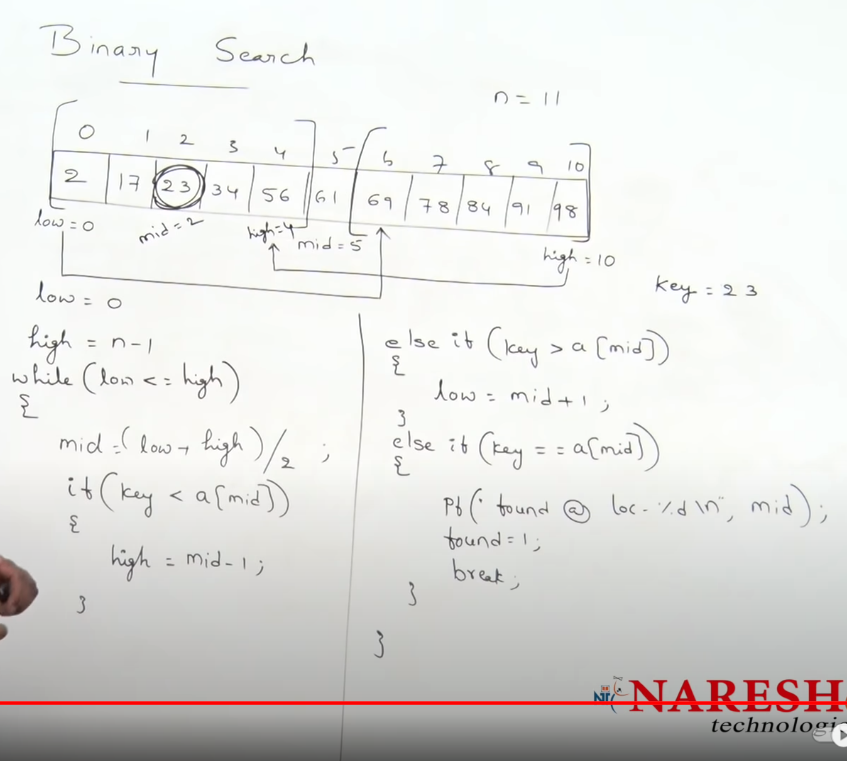 Binary Search
n = 11
0 1 2 3 4 5 6 7 8 9 10
2 17 23 34 56 61 69 78 84 91 98
low=0 mid=2 high=4 mid=5 high=10
key = 23
low = 0
high = n-1
while (low <= high)
{
mid=(low+high)/2 ;
if (key < a[mid])
{
high = mid-1;
}
else if (key > a[mid])
{
low = mid+1;
}
else if (key == a[mid])
{
Pf(" found @ loc-%d\n", mid);
found=1;
break;
}
}
NARESH
technologi